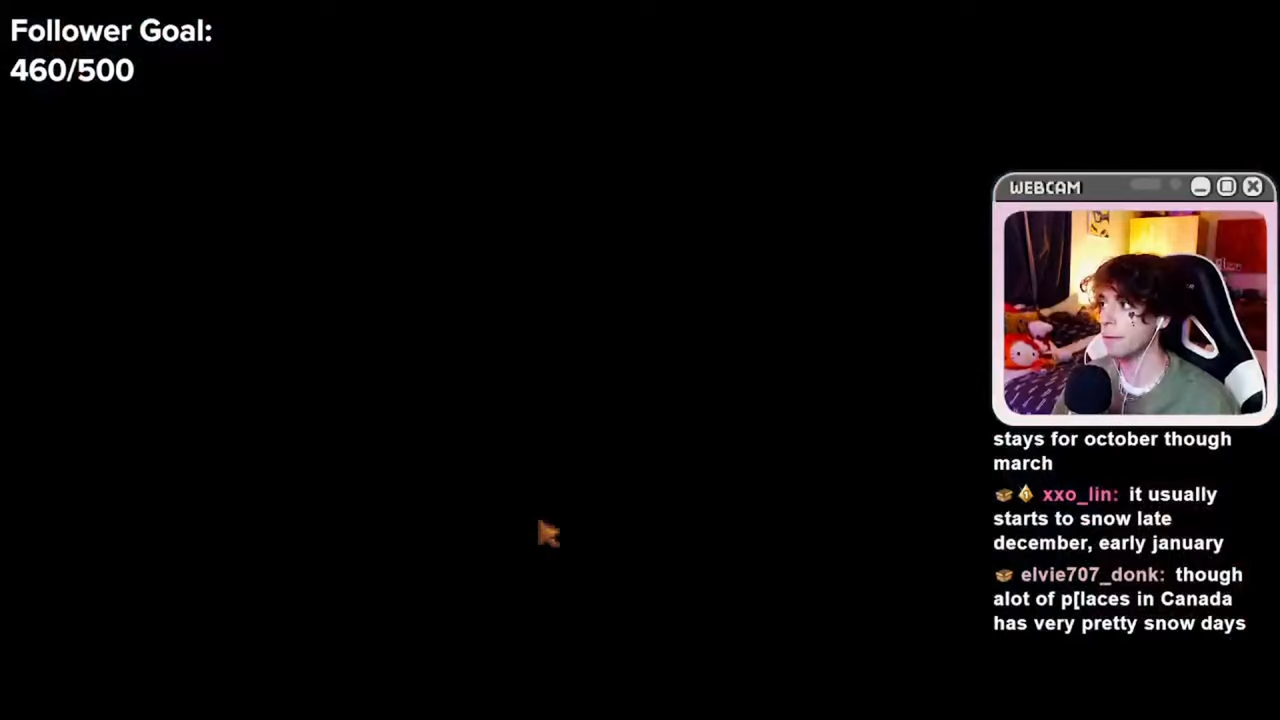 Follower Goal:
460/500
WEBCAM
stays for october though
march
xxo_lin: it usually
starts to snow late
december, early january
elvie707_donk: though
alot of p[laces in Canada
has very pretty snow days